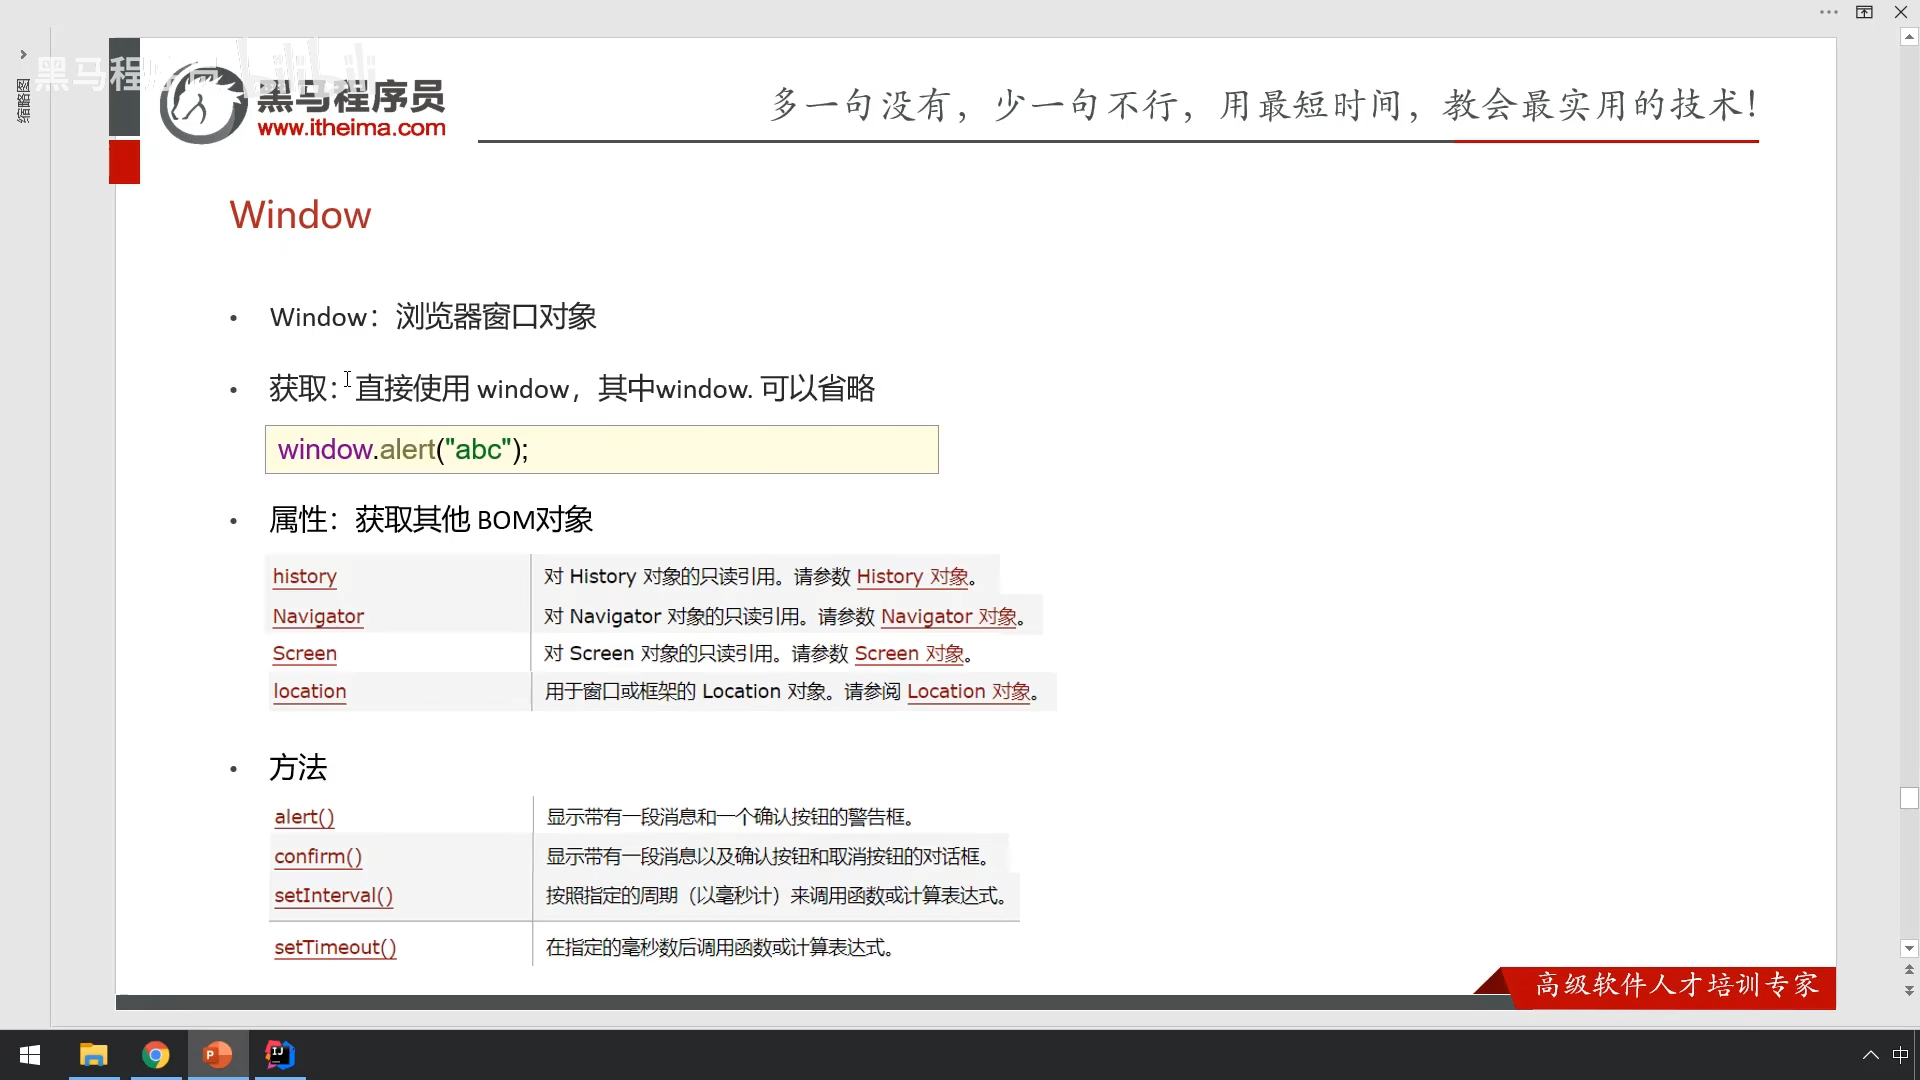 缩略图
黑马程序员
黑马程序员
www.itheima.com
多一句没有，少一句不行，用最短时间，教会最实用的技术！
Window
• Window：浏览器窗口对象
• 获取：直接使用 window，其中window. 可以省略
window.alert("abc");
• 属性：获取其他 BOM对象
history 对 History 对象的只读引用。请参数 History 对象。
Navigator 对 Navigator 对象的只读引用。请参数 Navigator 对象。
Screen 对 Screen 对象的只读引用。请参数 Screen 对象。
location 用于窗口或框架的 Location 对象。请参阅 Location 对象。
• 方法
alert() 显示带有一段消息和一个确认按钮的警告框。
confirm() 显示带有一段消息以及确认按钮和取消按钮的对话框。
setInterval() 按照指定的周期（以毫秒计）来调用函数或计算表达式。
setTimeout() 在指定的毫秒数后调用函数或计算表达式。
高级软件人才培训专家
中